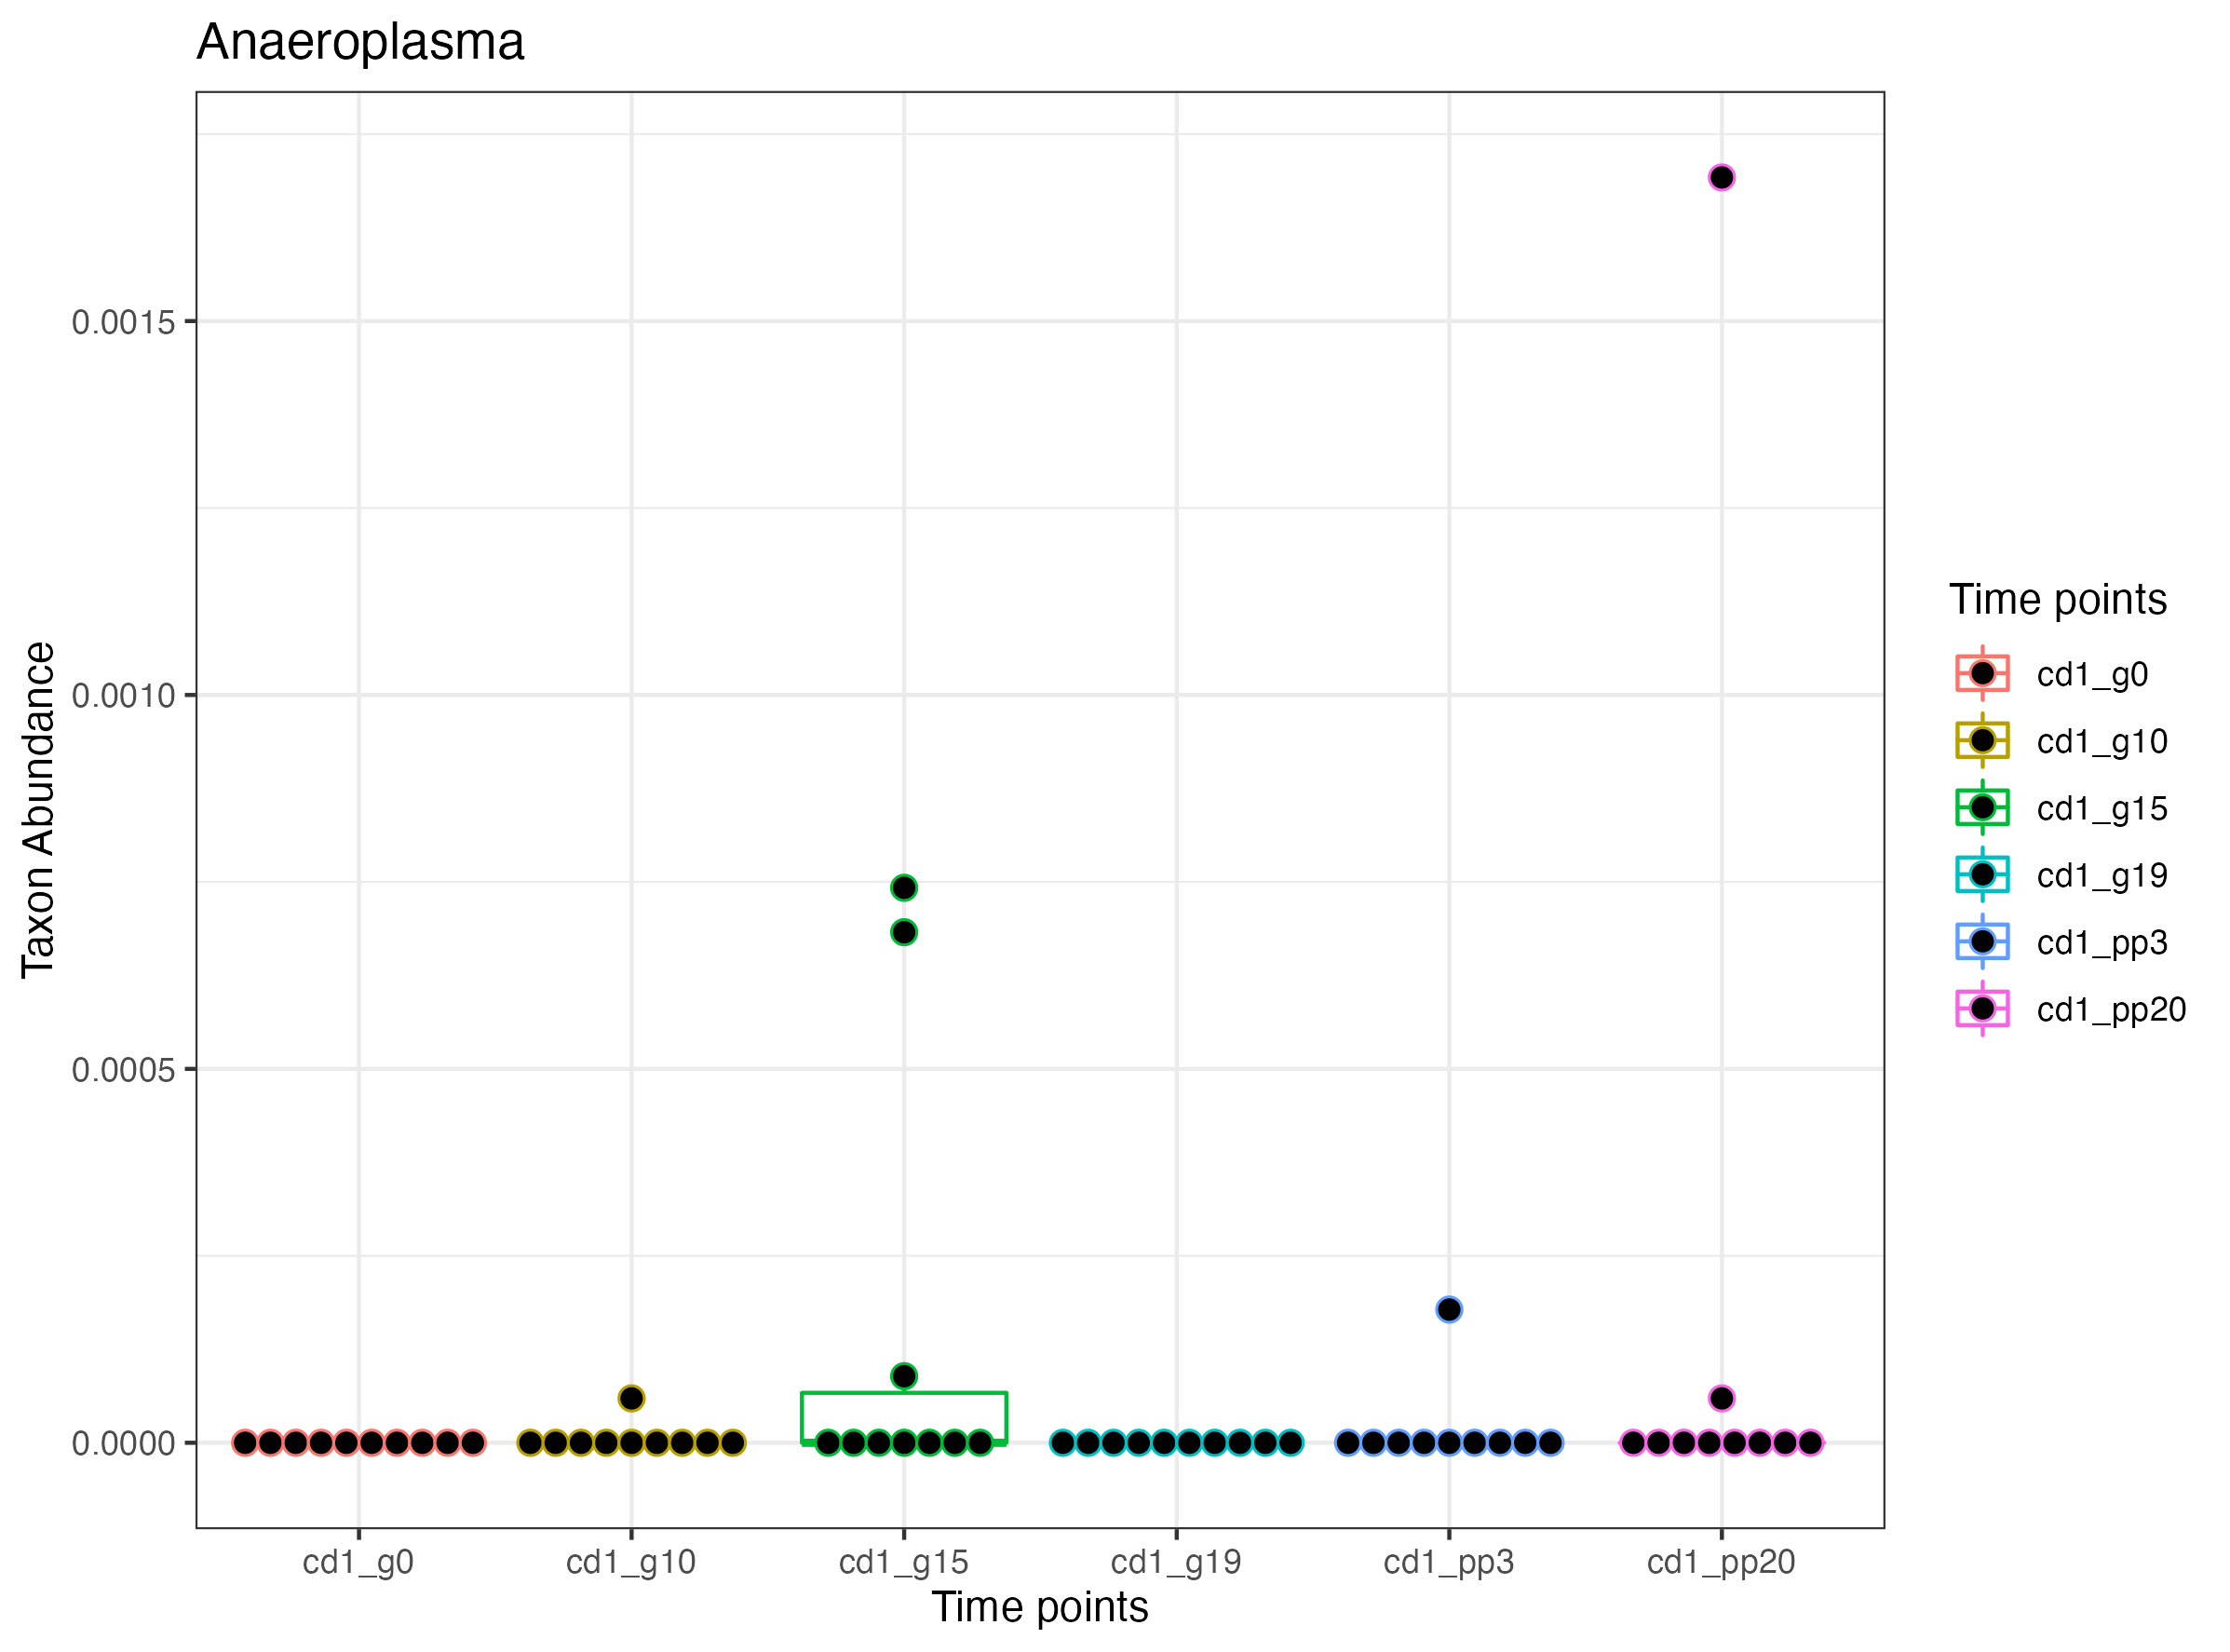 Anaeroplasma
Taxon Abundance
0.0015
0.0010
0.0005
0.0000
cd1_g0
cd1_g10
cd1_g15
cd1_g19
cd1_pp3
cd1_pp20
Time points
Time points
cd1_g0
cd1_g10
cd1_g15
cd1_g19
cd1_pp3
cd1_pp20